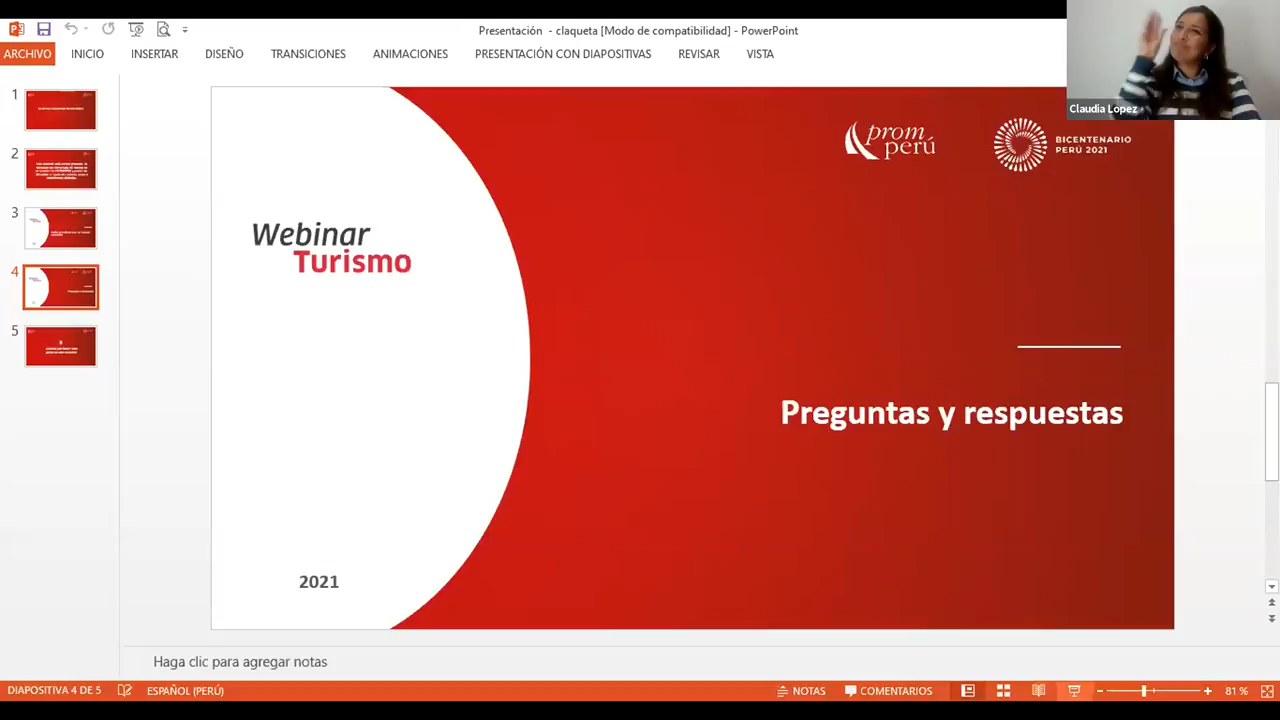 Presentación - claqueta [Modo de compatibilidad] - PowerPoint
ARCHIVO INICIO INSERTAR DISEÑO TRANSICIONES ANIMACIONES PRESENTACIÓN CON DIAPOSITIVAS REVISAR VISTA
Claudia Lopez
1
2
3
4
5
prom
perú
BICENTENARIO
PERÚ 2021
Webinar
Turismo
Preguntas y respuestas
2021
Haga clic para agregar notas
DIAPOSITIVA 4 DE 5 ESPAÑOL (PERÚ) NOTAS COMENTARIOS 81 %